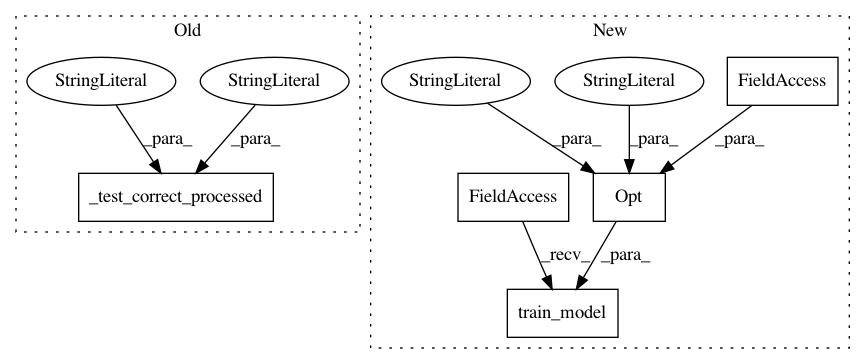 Old
New
StringLiteral
StringLiteral
StringLiteral
StringLiteral
FieldAccess
_para_
_para_
_para_
_para_
_para_
_test_correct_processed
FieldAccess
Opt
_recv_
_para_
train_model